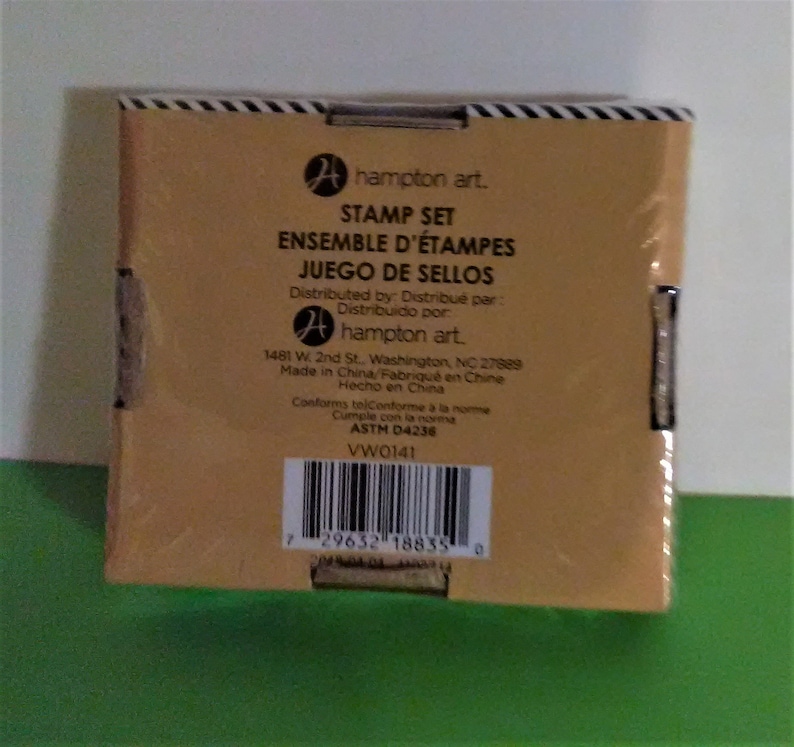 hampton art™
STAMP SET
ENSEMBLE D'ÉTAMPES
JUEGO DE SELLOS
Distributed by: Distribué par :
Distribuido por:
hampton art™
1481 W. 2nd St., Washington, NC 27889
Made in China/Fabriqué en Chine
Hecho en China
Conforms to|Conforme à la norme
Cumple con la norma
ASTM D4236
VW0141
7 29632 18835 0